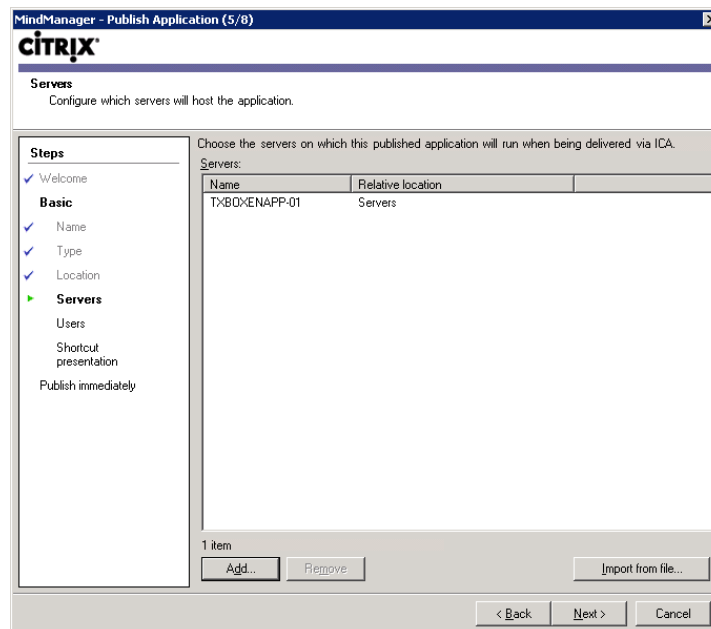 MindManager - Publish Application (5/8)
CİTRIX
Servers
Configure which servers will host the application.
Steps
Welcome
Basic
Name
Type
Location
Servers
Users
Shortcut
presentation
Publish immediately
Choose the servers on which this published application will run when being delivered via ICA.
Servers:
Name Relative location
TXBOXENAPP-01 Servers
1 item
Add... Remove Import from file...
< Back Next > Cancel